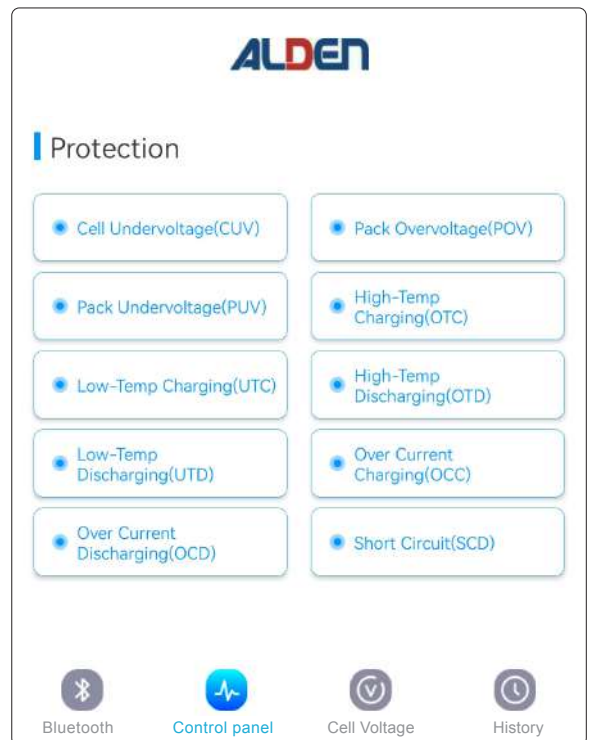 ALDEN
Protection
Cell Undervoltage(CUV)
Pack Overvoltage(POV)
Pack Undervoltage(PUV)
High-Temp
Charging(OTC)
Low-Temp Charging(UTC)
High-Temp
Discharging(OTD)
Low-Temp
Discharging(UTD)
Over Current
Charging(OCC)
Over Current
Discharging(OCD)
Short Circuit(SCD)
Bluetooth
Control panel
Cell Voltage
History